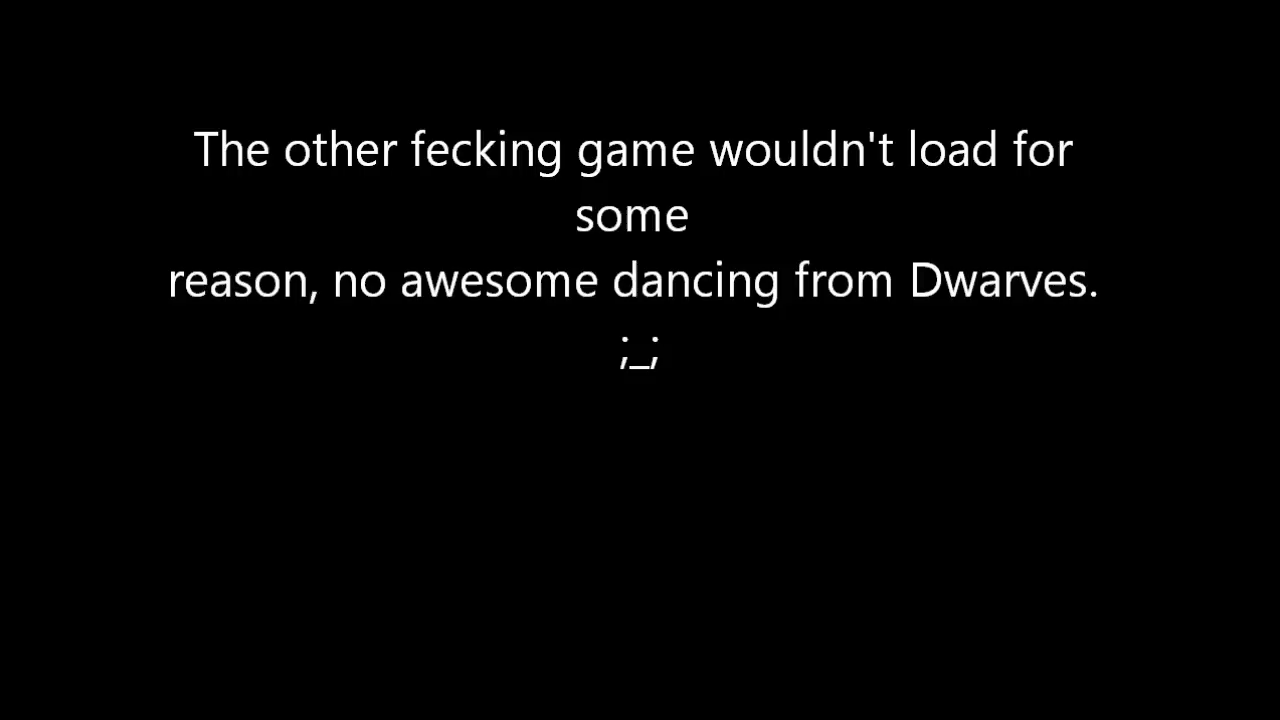 The other fecking game wouldn't load for
some
reason, no awesome dancing from Dwarves.
;_;